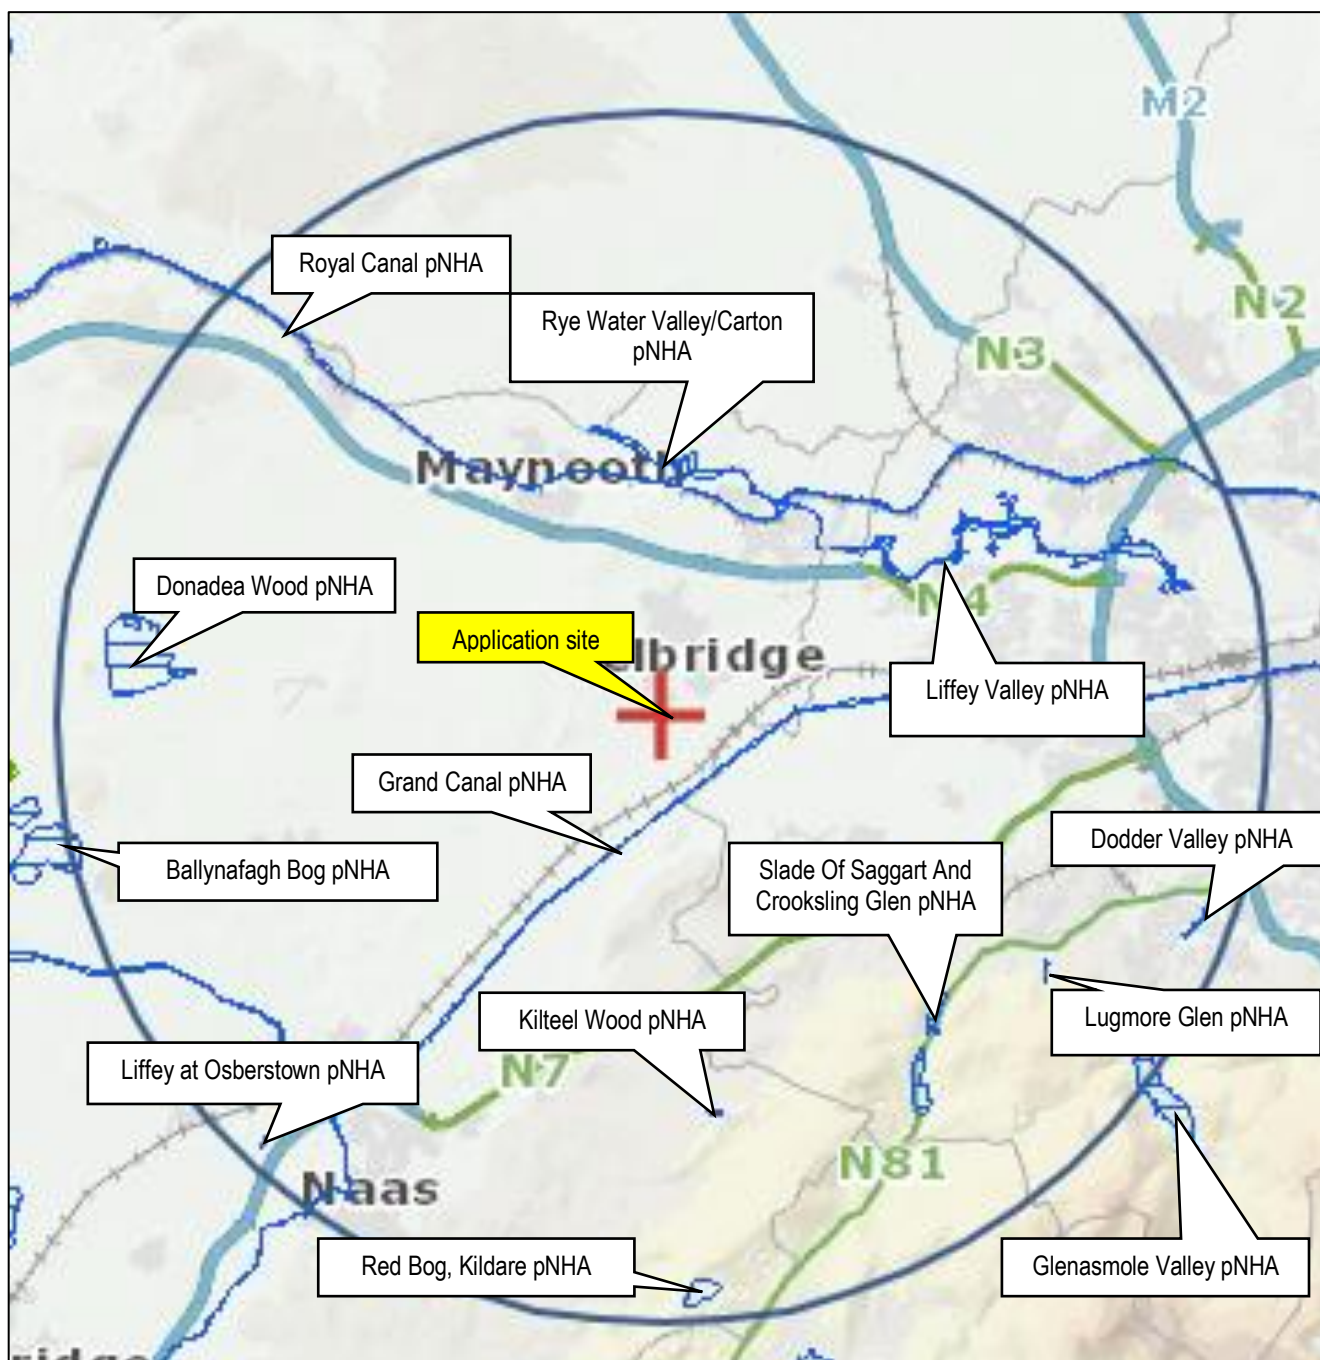 M2
Royal Canal pNHA
N2
Rye Water Valley/Carton
pNHA
N3
Maynooth
Donadea Wood pNHA
N4
Application site
elbridge
Liffey Valley pNHA
Grand Canal pNHA
Dodder Valley pNHA
Ballynafagh Bog pNHA
Slade Of Saggart And
Crooksling Glen pNHA
Kilteel Wood pNHA
Lugmore Glen pNHA
Liffey at Osberstown pNHA
N7
N81
Naas
Red Bog, Kildare pNHA
Glenasmole Valley pNHA
ridge